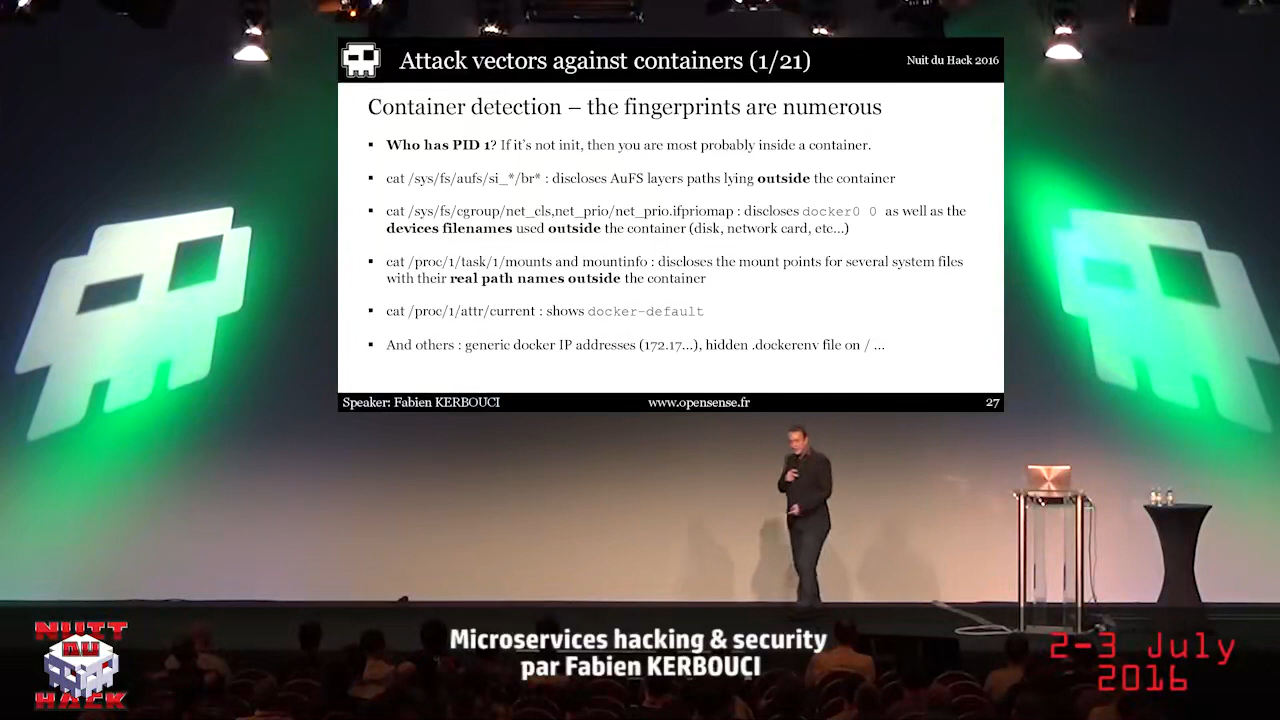 Attack vectors against containers (1/21)
Nuit du Hack 2016
Container detection – the fingerprints are numerous
▪ Who has PID 1? If it's not init, then you are most probably inside a container.
▪ cat /sys/fs/aufs/si_*/br* : discloses AuFS layers paths lying outside the container
▪ cat /sys/fs/cgroup/net_cls,net_prio/net_prio.ifpriomap : discloses docker0 0 as well as the
devices filenames used outside the container (disk, network card, etc...)
▪ cat /proc/1/task/1/mounts and mountinfo : discloses the mount points for several system files
with their real path names outside the container
▪ cat /proc/1/attr/current : shows docker-default
▪ And others : generic docker IP addresses (172.17...), hidden .dockerenv file on / ...
Speaker: Fabien KERBOUCI
www.opensense.fr
27
NUIT
DU
HACK
Microservices hacking & security
par Fabien KERBOUCI
2-3 July
2016